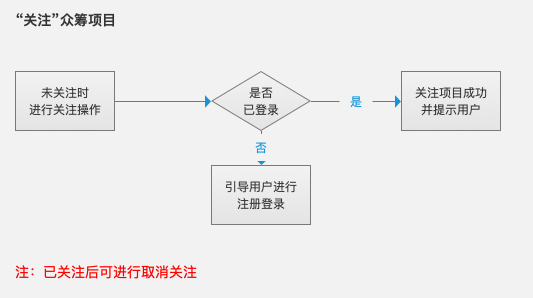 “关注”众筹项目
未关注时
进行关注操作
是否
已登录
是
关注项目成功
并提示用户
否
引导用户进行
注册登录
注：已关注后可进行取消关注